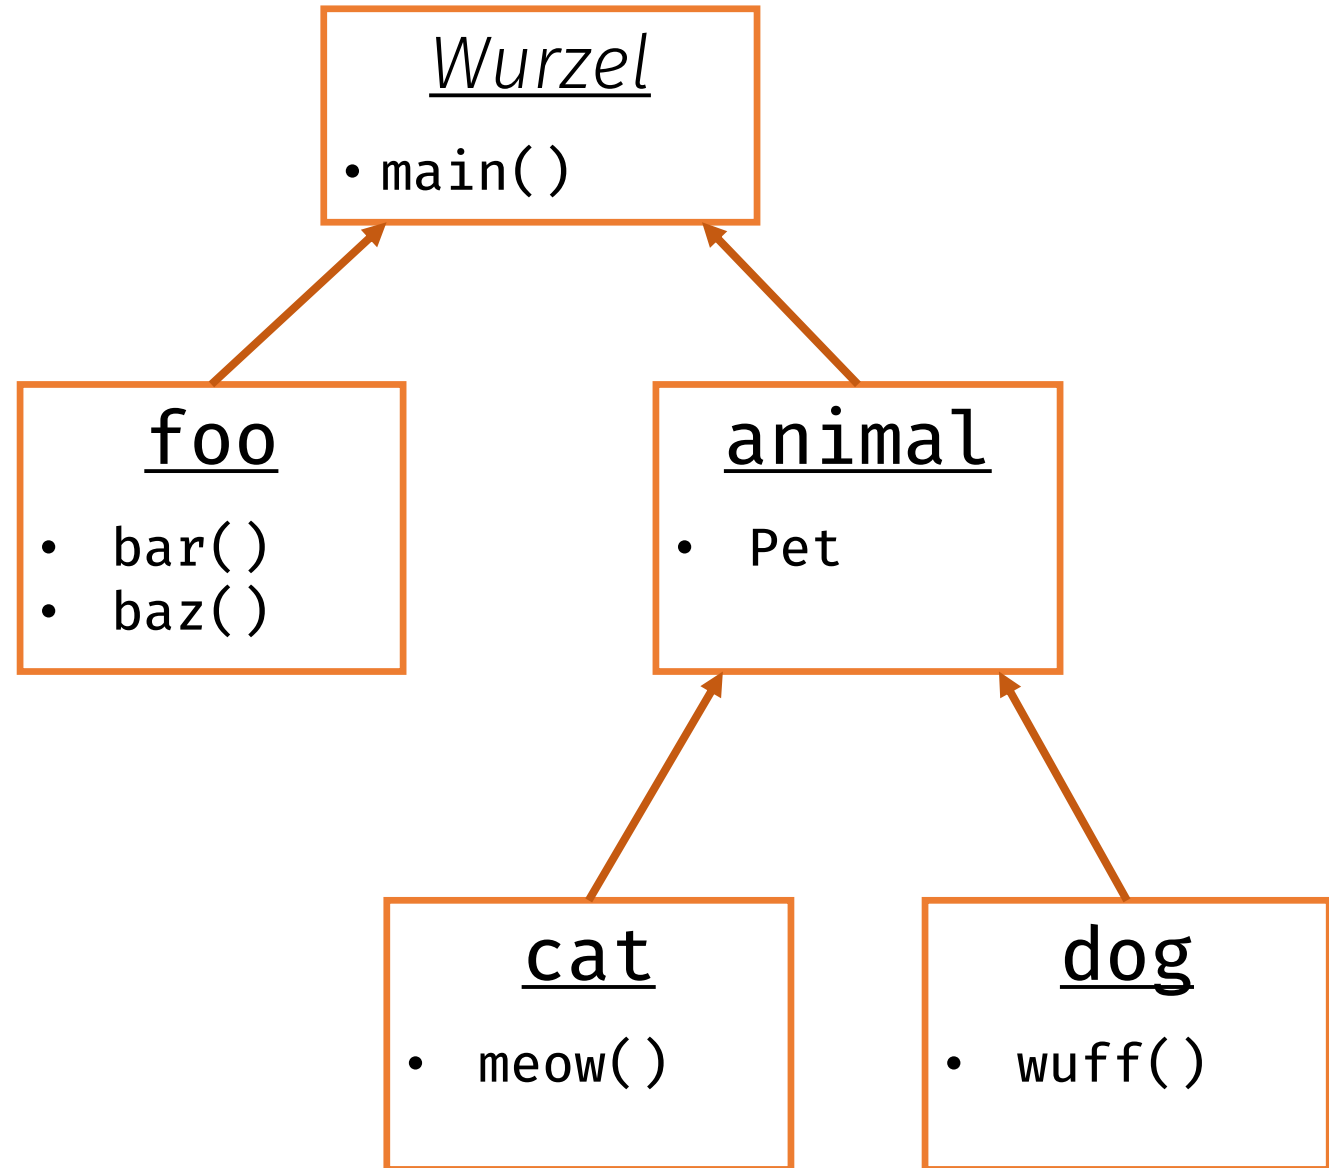 Wurzel
• main()
foo
• bar()
• baz()
animal
• Pet
cat
• meow()
dog
• wuff()